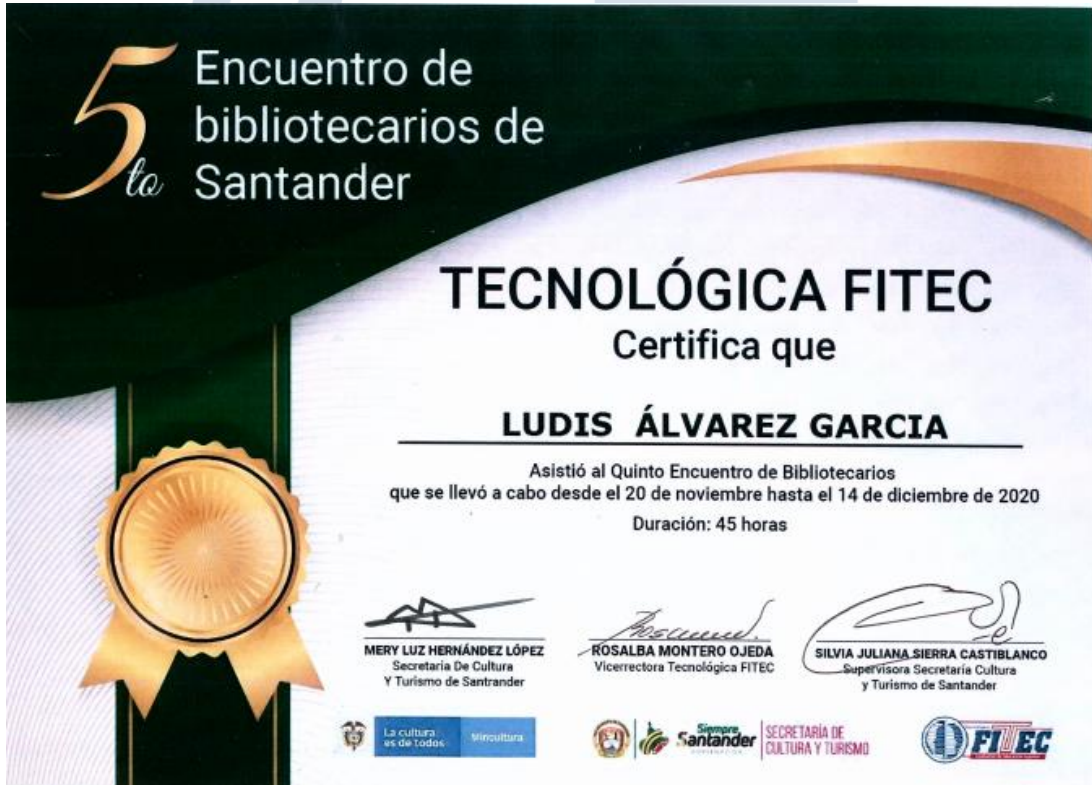 5to
Encuentro de
bibliotecarios de
Santander
TECNOLÓGICA FITEC
Certifica que
LUDIS ÁLVAREZ GARCIA
Asistió al Quinto Encuentro de Bibliotecarios
que se llevó a cabo desde el 20 de noviembre hasta el 14 de diciembre de 2020
Duración: 45 horas
MERY LUZ HERNÁNDEZ LÓPEZ
Secretaria De Cultura
Y Turismo de Santrander
ROSALBA MONTERO OJEDA
Vicerrectora Tecnológica FITEC
SILVIA JULIANA SIERRA CASTIBLANCO
Supervisora Secretaría Cultura
y Turismo de Santander
La cultura
es de todos
Mincultura
Siempre
Santander
SECRETARÍA DE
CULTURA Y TURISMO
FITEC